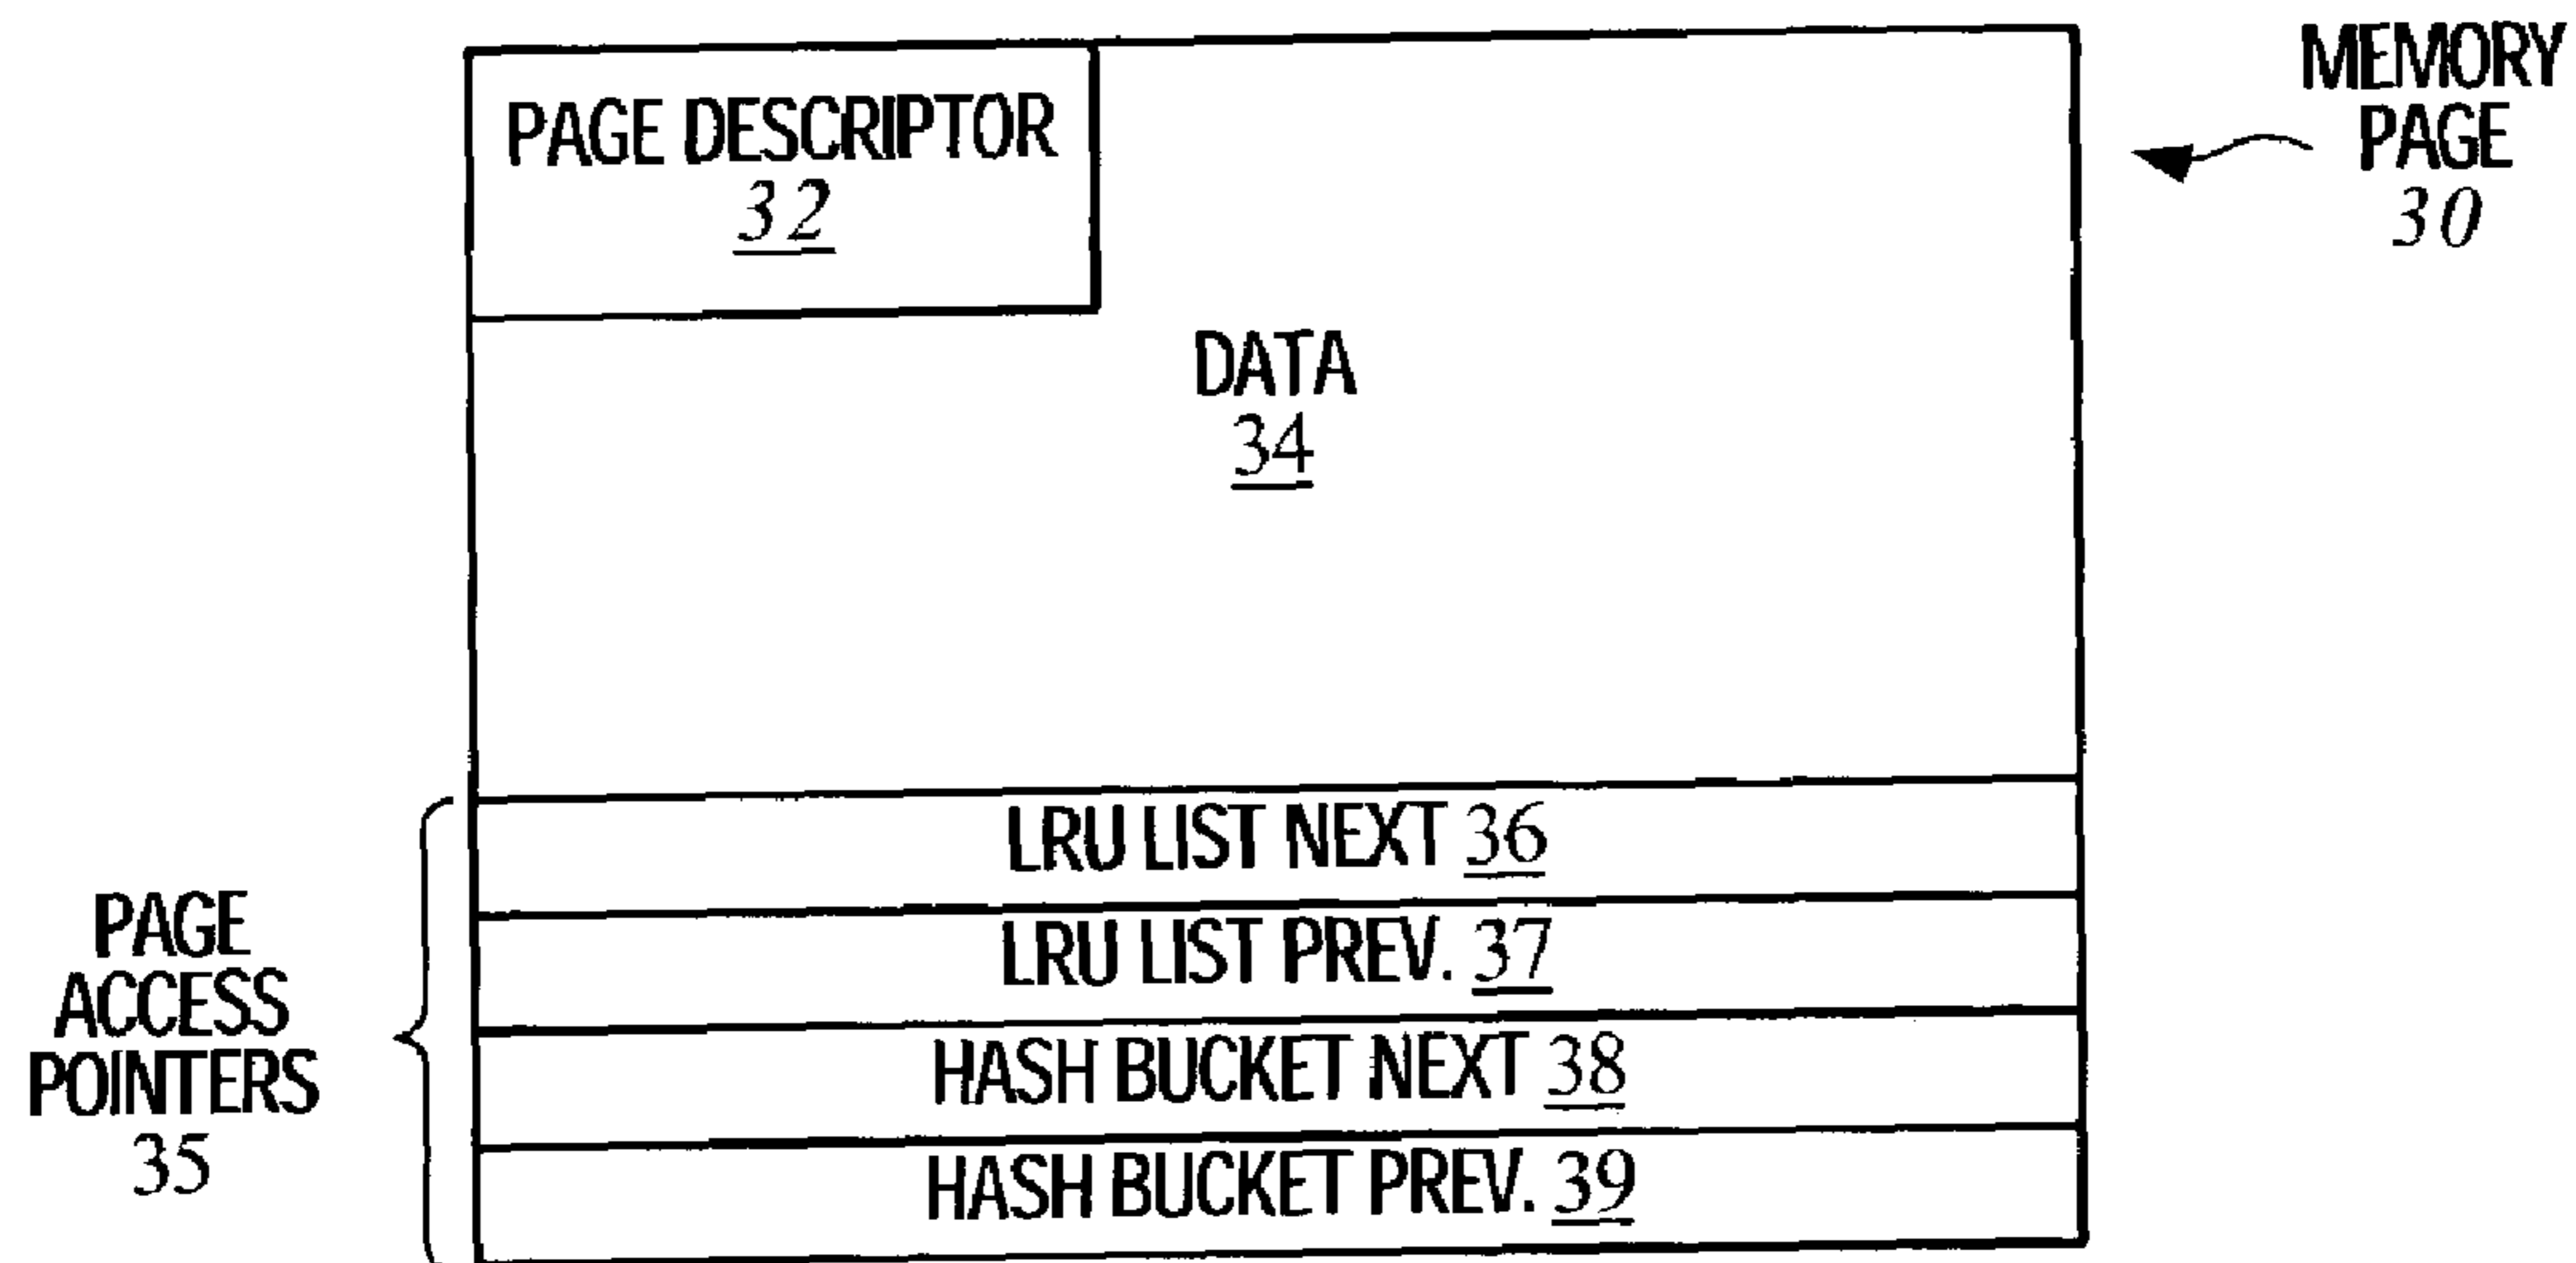 PAGE DESCRIPTOR
32
MEMORY
PAGE
30
DATA
34
PAGE
ACCESS
POINTERS
35
LRU LIST NEXT 36
LRU LIST PREV. 37
HASH BUCKET NEXT 38
HASH BUCKET PREV. 39